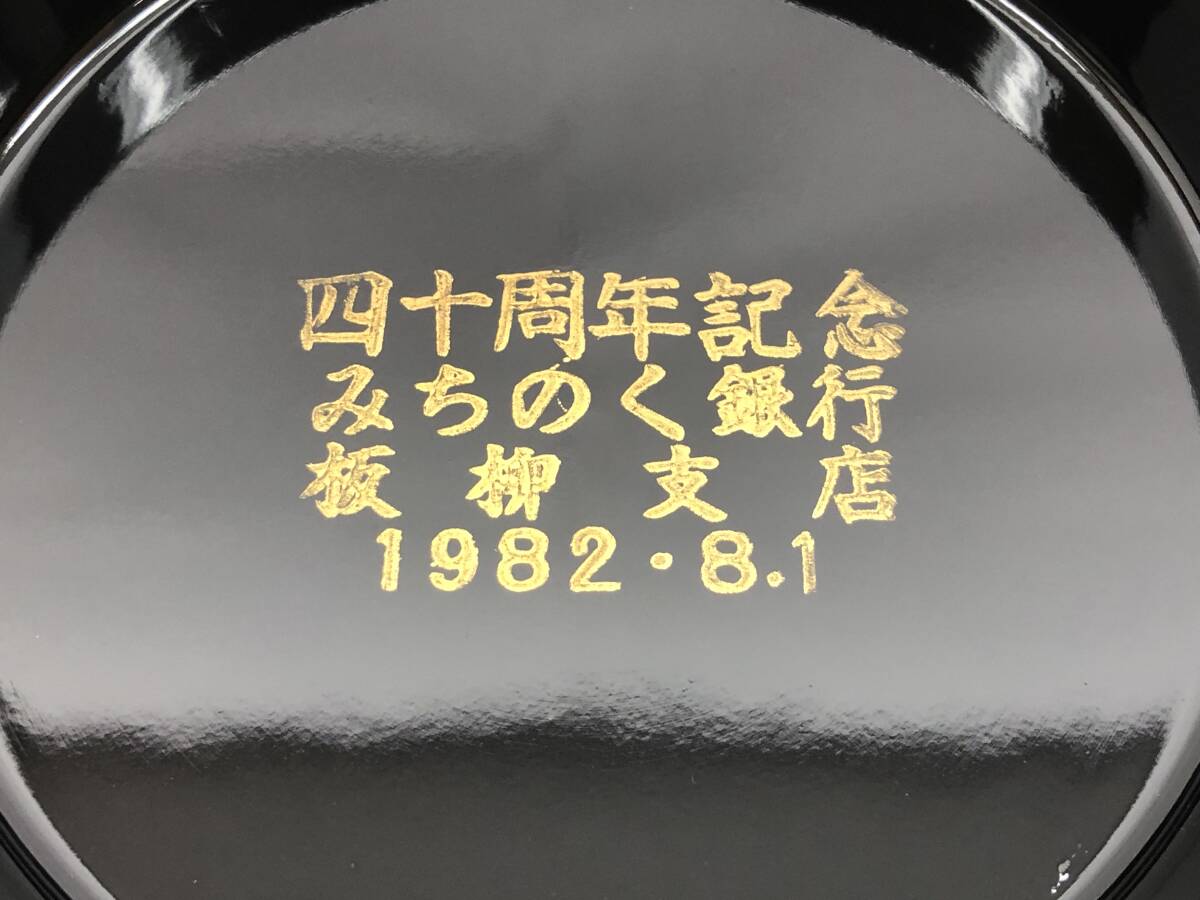 四十周年記念
みちのく銀行
板柳支店
1982・8.1